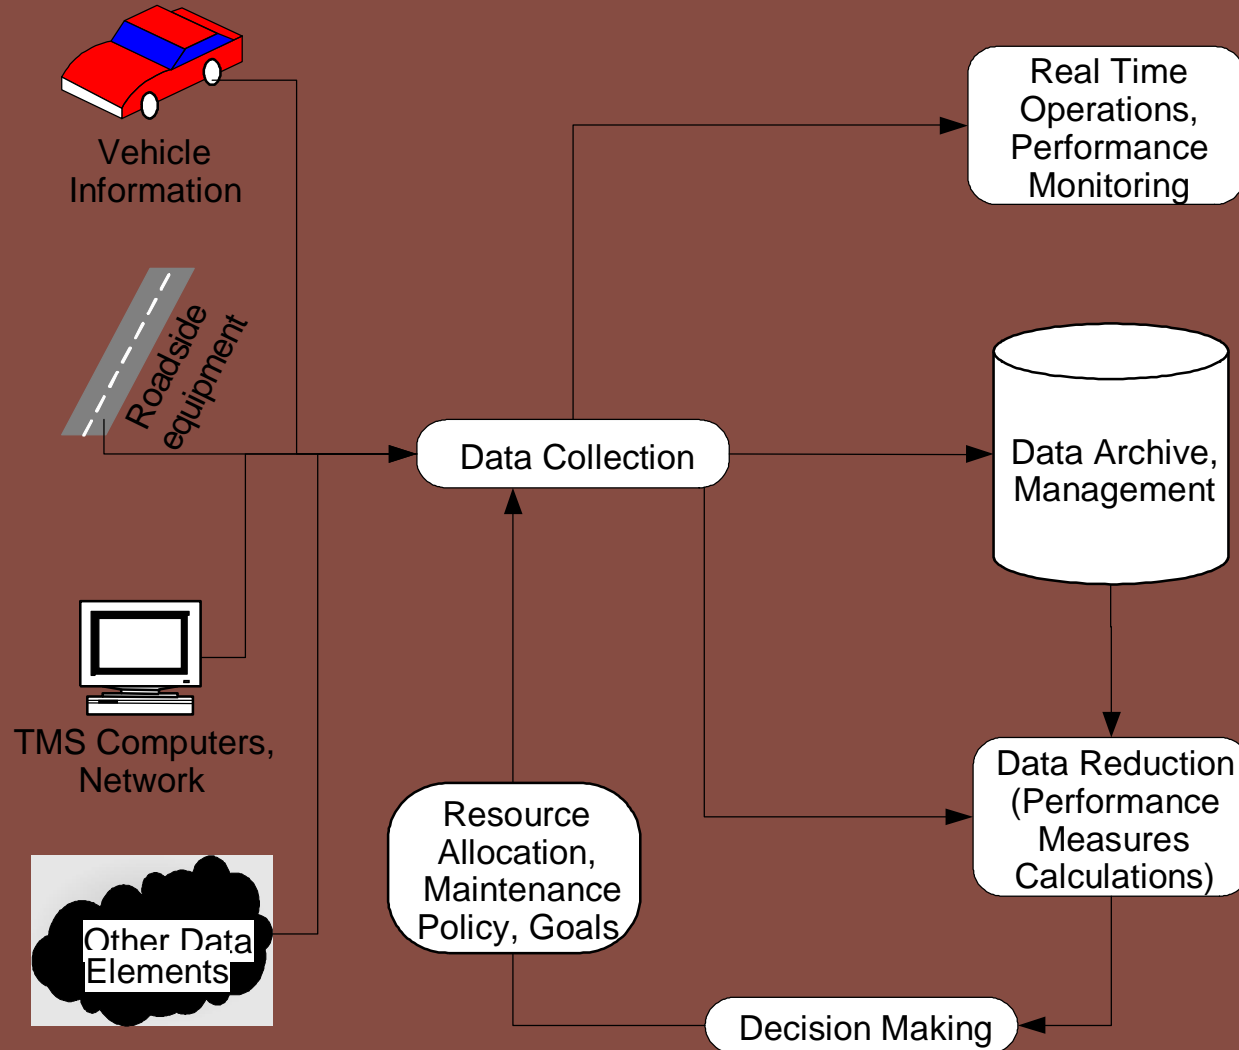 Vehicle
Information
Roadside
equipment
TMS Computers,
Network
Other Data
Elements
Data Collection
Resource
Allocation,
Maintenance
Policy, Goals
Real Time
Operations,
Performance
Monitoring
Data Archive,
Management
Data Reduction
(Performance
Measures
Calculations)
Decision Making